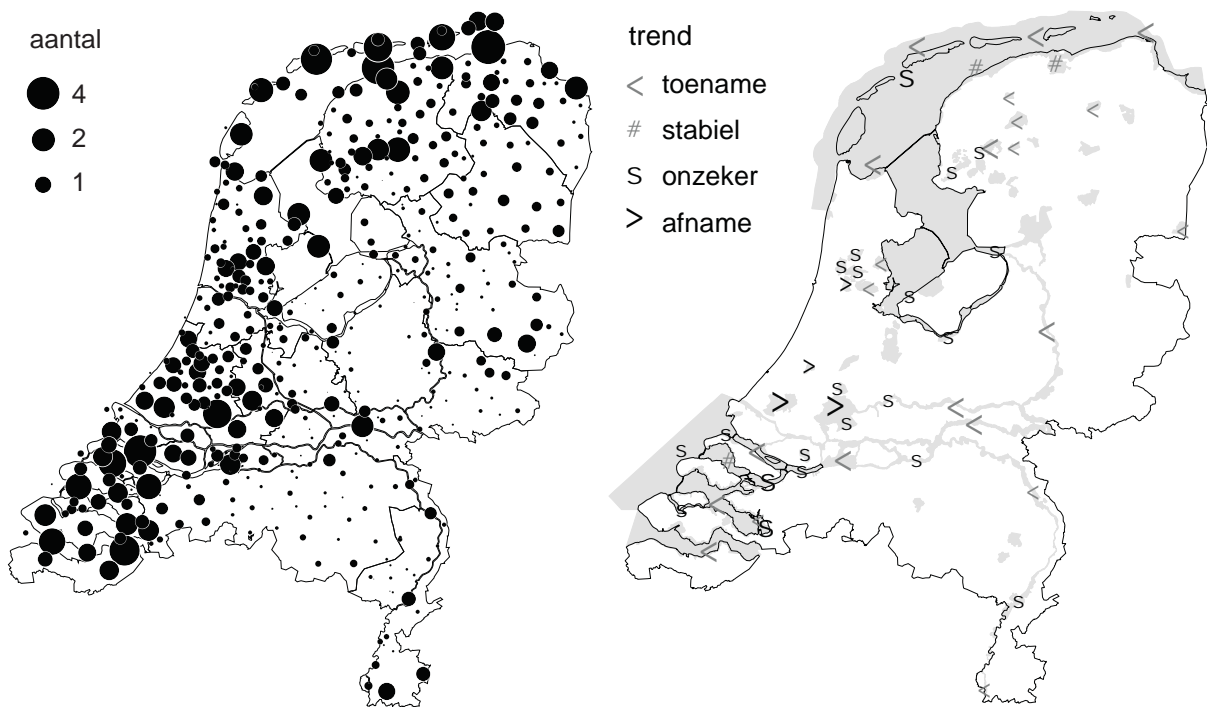 aantal
4
2
1
trend
< toename
# stabiel
S onzeker
> afname